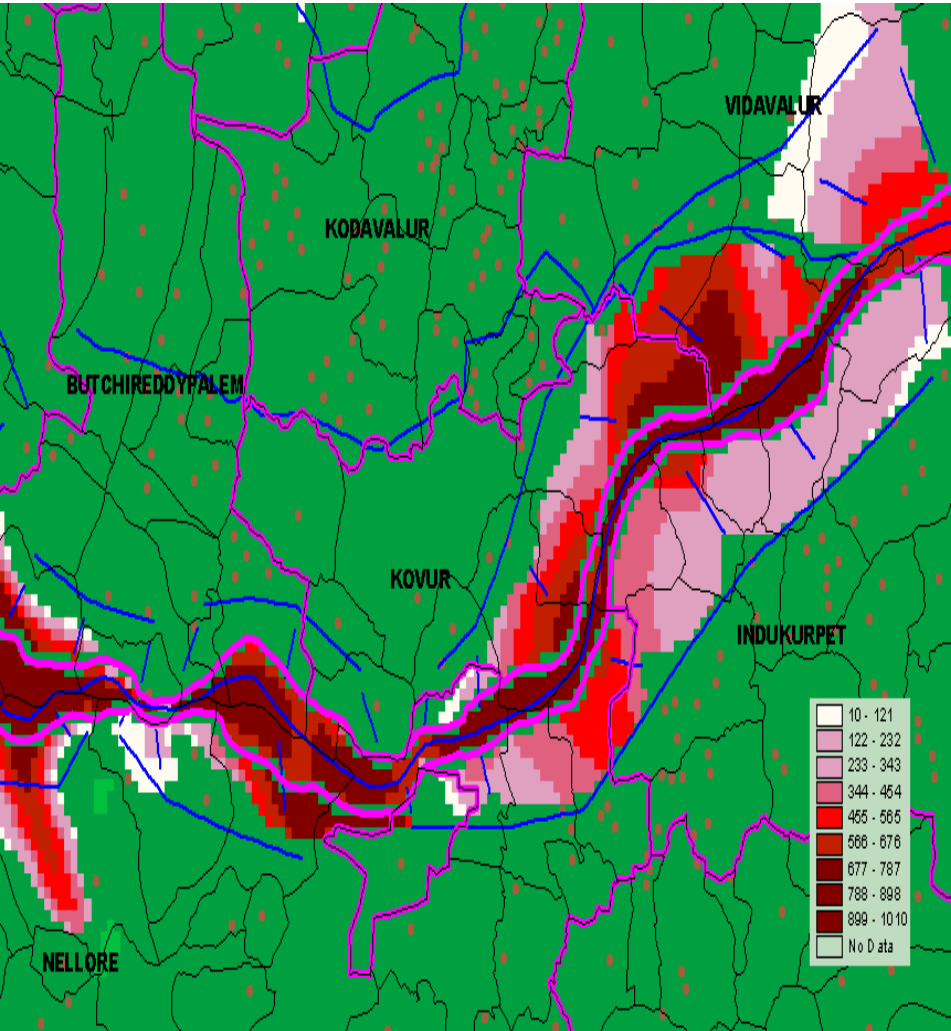 VIDAVALUR
KODAVALUR
BUTCHIREDDYPALEM
KOVUR
INDUKURPET
NELLORE
10 - 121
122 - 232
233 - 343
344 - 454
455 - 565
566 - 676
677 - 787
788 - 898
899 - 1010
No Data